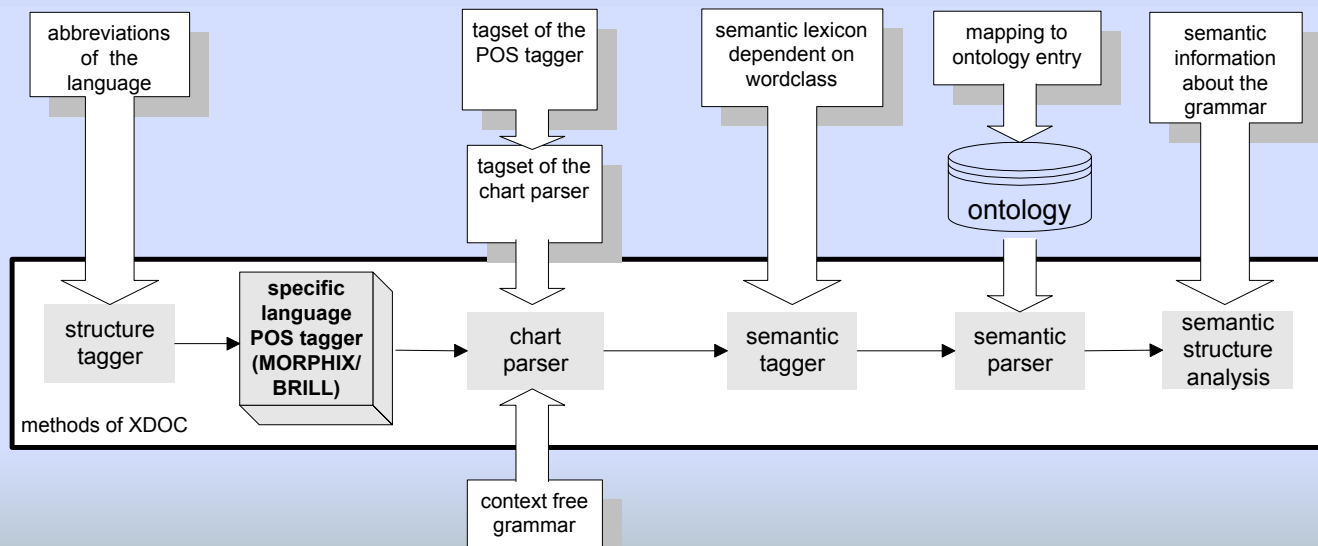 abbreviations
of the
language
tagset of the
POS tagger
semantic lexicon
dependent on
wordclass
mapping to
ontology entry
semantic
information
about the
grammar
tagset of the
chart parser
ontology
structure
tagger
specific
language
POS tagger
(MORPHIX/
BRILL)
chart
parser
semantic
tagger
semantic
parser
semantic
structure
analysis
methods of XDOC
context free
grammar